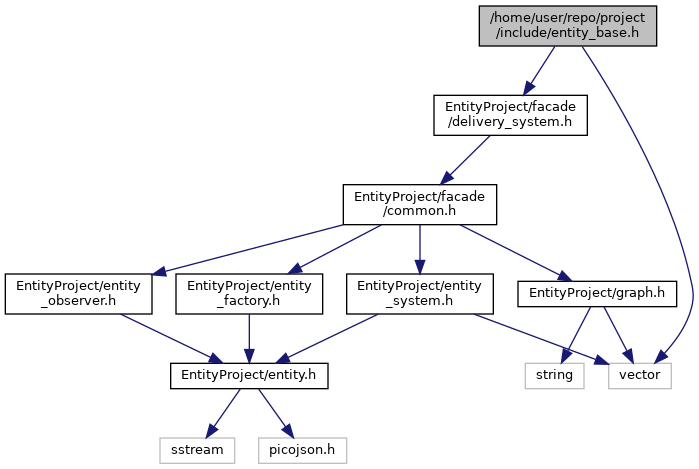 /home/user/repo/project
/include/entity_base.h
EntityProject/facade
/delivery_system.h
EntityProject/facade
/common.h
EntityProject/entity
_observer.h
EntityProject/entity
_factory.h
EntityProject/entity
_system.h
EntityProject/graph.h
EntityProject/entity.h
string
vector
sstream
picojson.h